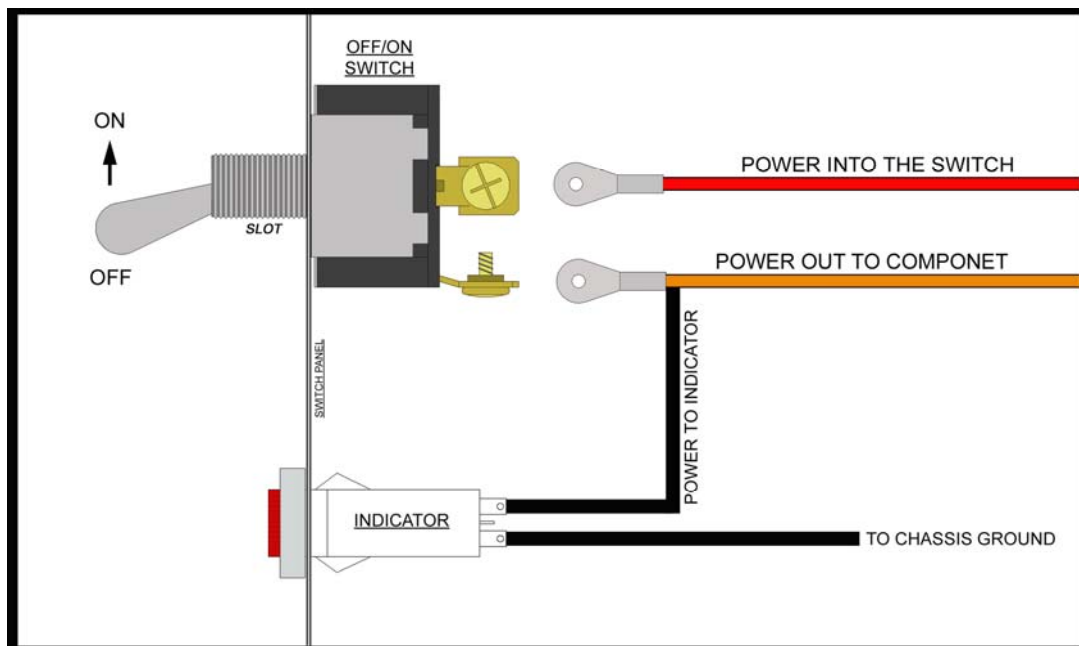 OFF/ON
SWITCH
ON
POWER INTO THE SWITCH
SLOT
OFF
POWER OUT TO COMPONET
SWITCH PANEL
POWER TO INDICATOR
INDICATOR
TO CHASSIS GROUND